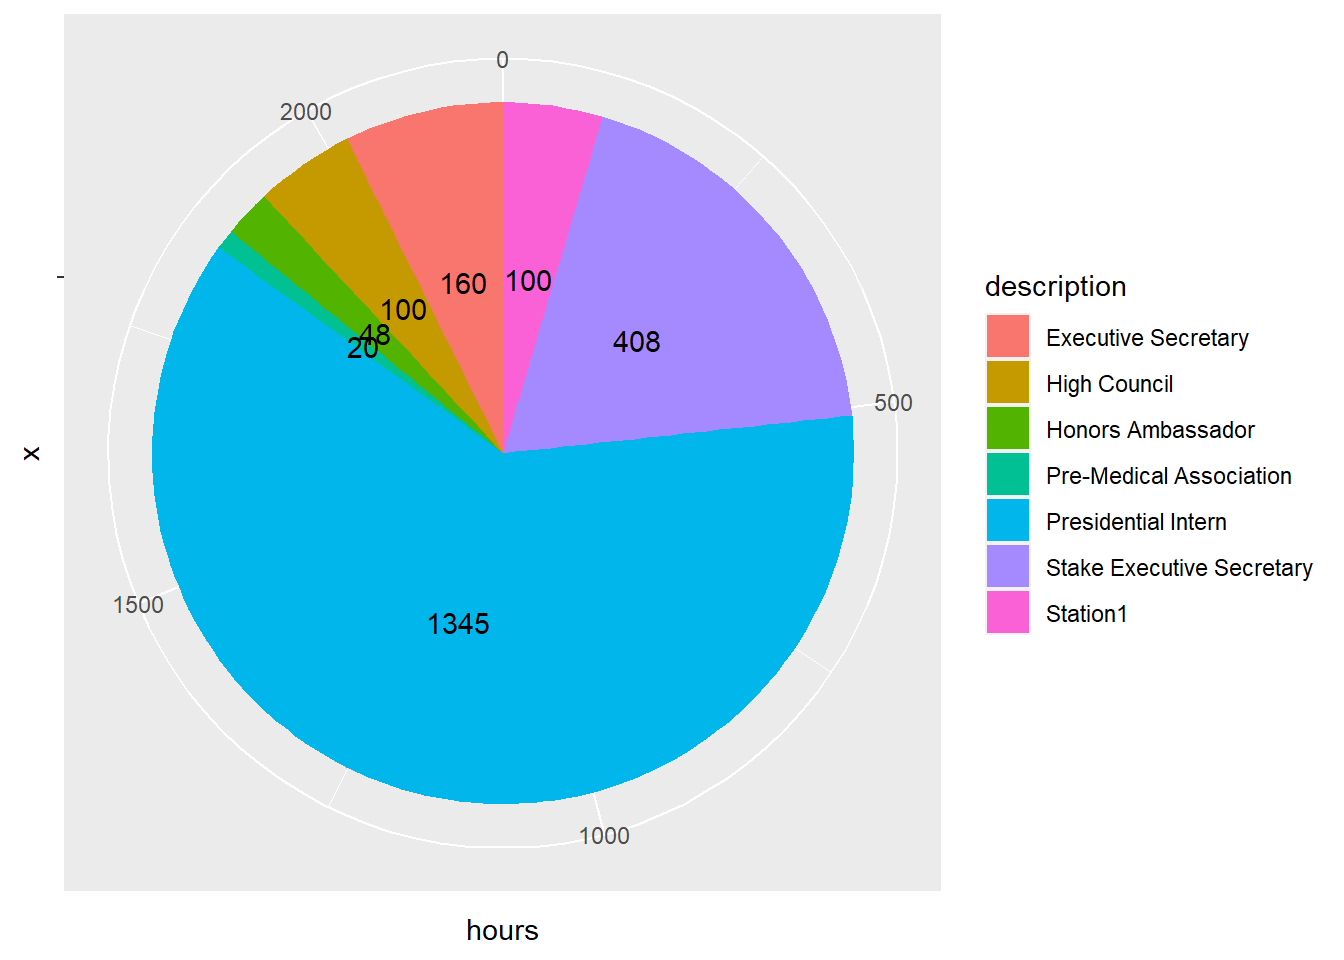 0
2000
500
1500
1000
160
100
100
48
20
408
1345
x
hours
description
Executive Secretary
High Council
Honors Ambassador
Pre-Medical Association
Presidential Intern
Stake Executive Secretary
Station1